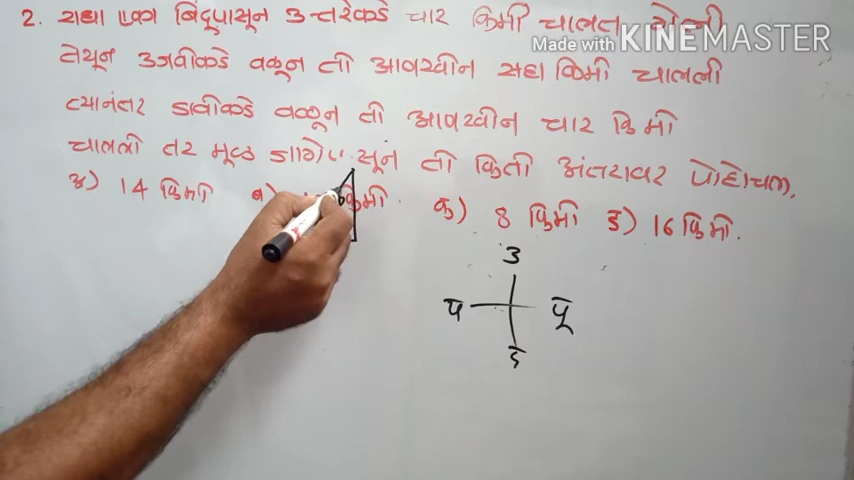 2. राधा एका बिंदूपासून उत्तरेकडे चार किमी चालत गेली
Made with KINEMASTER
तेथून उजवीकडे वळून ती आणखीन सहा किमी चालली
त्यानंतर डावीकडे वळून ती आणखीन चार किमी
चालली तर मूळ जागे सून ती किती अंतरावर पोहोचल.
अ) 14 किमी ब) किमी. क) 8 किमी ड) 16 किमी.
उ
प पू
द